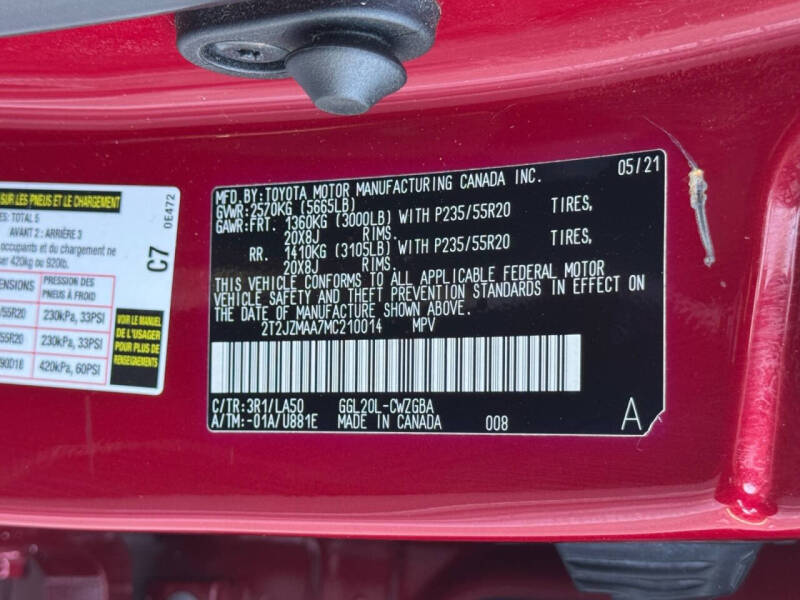 SUR LES PNEUS ET LE CHARGEMENT
TOTAL 5
AVANT 2 : ARRIÈRE 3
occupants et du chargement ne
420kg ou 920lb.
PRESSION DES
PNEUS À FROID
55R20 230kPa, 33PSI
55R20 230kPa, 33PSI
90D18 420kPa, 60PSI
VOIR LE MANUEL
DE L'USAGER
POUR PLUS DE
RENSEIGNEMENTS
C7
0E472
05/21
MFD.BY:TOYOTA MOTOR MANUFACTURING CANADA INC.
GVWR:2570KG (5665LB)
GAWR:FRT. 1360KG (3000LB) WITH P235/55R20 TIRES,
20X8J RIMS.
RR. 1410KG (3105LB) WITH P235/55R20 TIRES,
20X8J RIMS.
THIS VEHICLE CONFORMS TO ALL APPLICABLE FEDERAL MOTOR
VEHICLE SAFETY AND THEFT PREVENTION STANDARDS IN EFFECT ON
THE DATE OF MANUFACTURE SHOWN ABOVE.
2T2JZMAA7MC210014 MPV
C/TR:3R1/LA50 GGL20L-CWZGBA
A/TM:-01A/U881E MADE IN CANADA 008
A